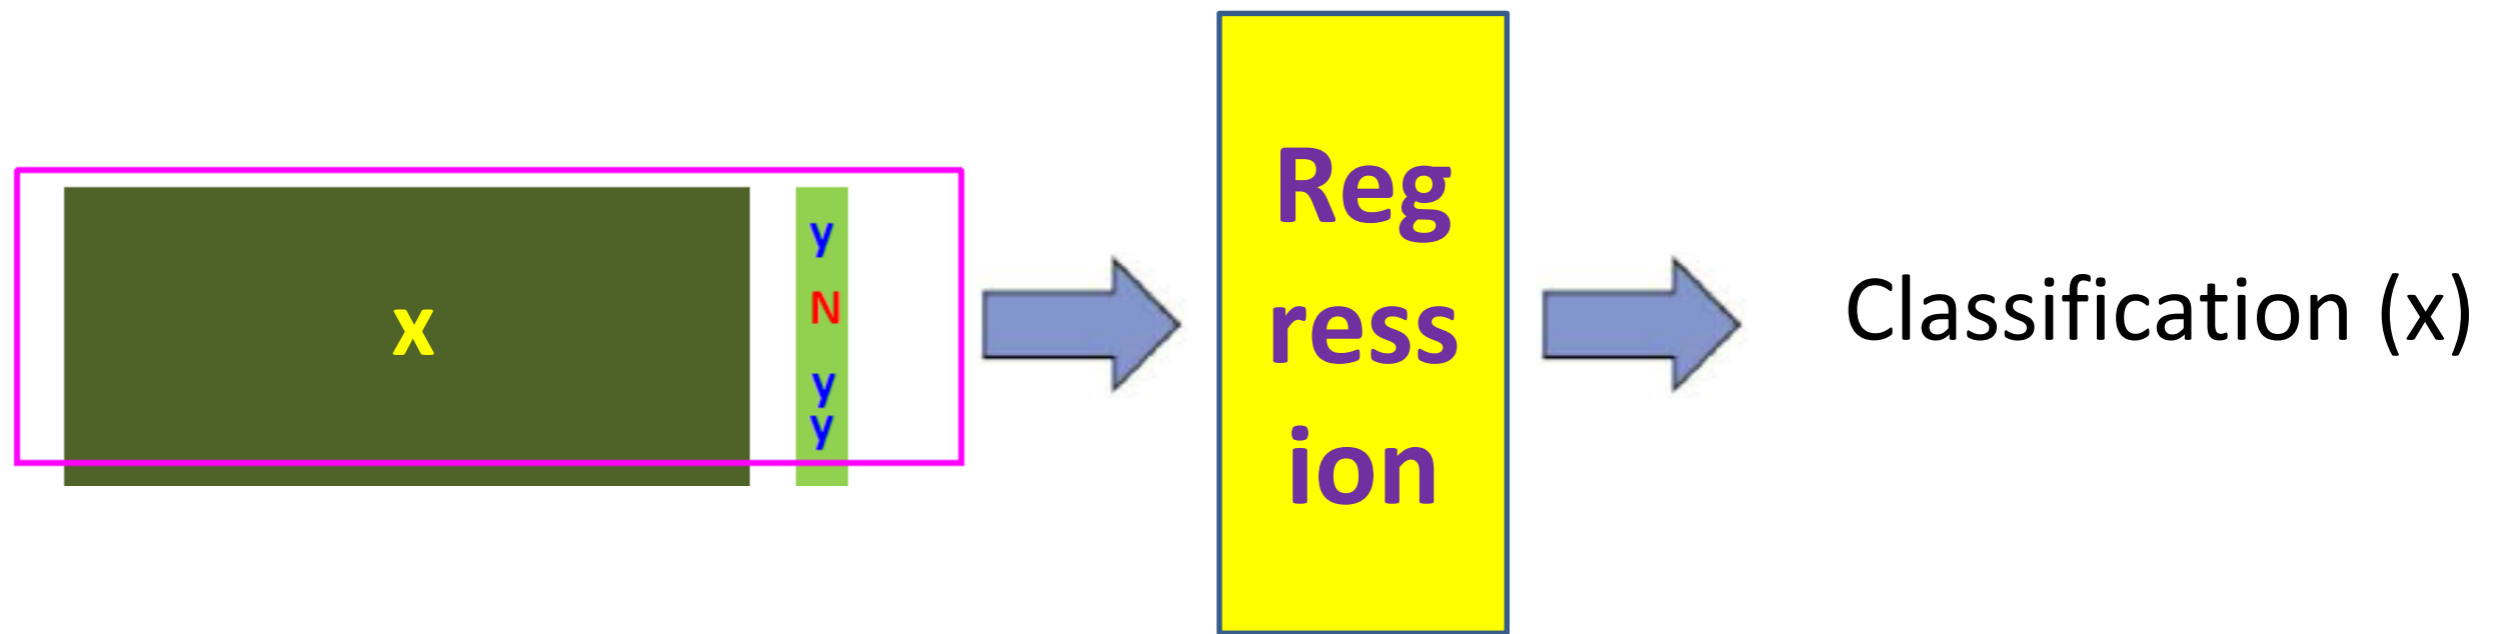 x
y
N
y
y
Reg
ress
ion
Classification (x)